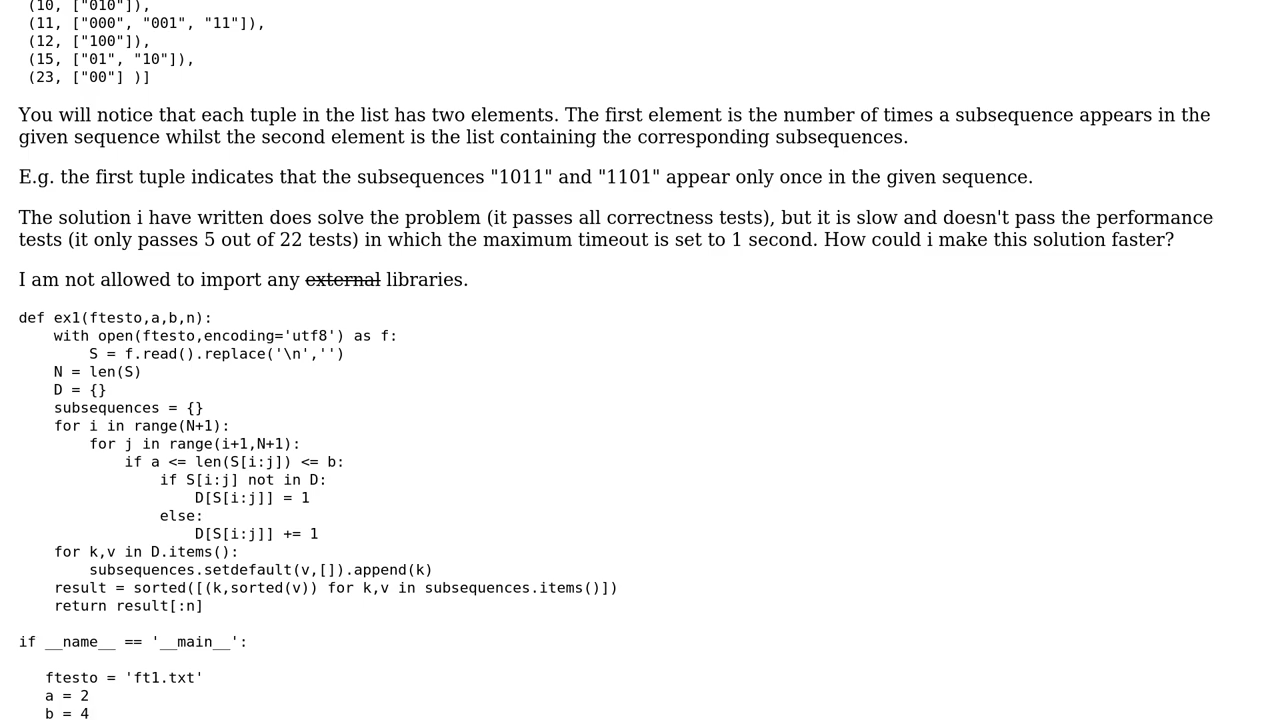 (10, ["010"]),
(11, ["000", "001", "11"]),
(12, ["100"]),
(15, ["01", "10"]),
(23, ["00"] )]
You will notice that each tuple in the list has two elements. The first element is the number of times a subsequence appears in the
given sequence whilst the second element is the list containing the corresponding subsequences.
E.g. the first tuple indicates that the subsequences "1011" and "1101" appear only once in the given sequence.
The solution i have written does solve the problem (it passes all correctness tests), but it is slow and doesn't pass the performance
tests (it only passes 5 out of 22 tests) in which the maximum timeout is set to 1 second. How could i make this solution faster?
I am not allowed to import any external libraries.
def ex1(ftesto,a,b,n):
    with open(ftesto,encoding='utf8') as f:
        S = f.read().replace('\n','')
    N = len(S)
    D = {}
    subsequences = {}
    for i in range(N+1):
        for j in range(i+1,N+1):
            if a <= len(S[i:j]) <= b:
                if S[i:j] not in D:
                    D[S[i:j]] = 1
                else:
                    D[S[i:j]] += 1
    for k,v in D.items():
        subsequences.setdefault(v,[]).append(k)
    result = sorted([(k,sorted(v)) for k,v in subsequences.items()])
    return result[:n]
if __name__ == '__main__':
   ftesto = 'ft1.txt'
   a = 2
   b = 4